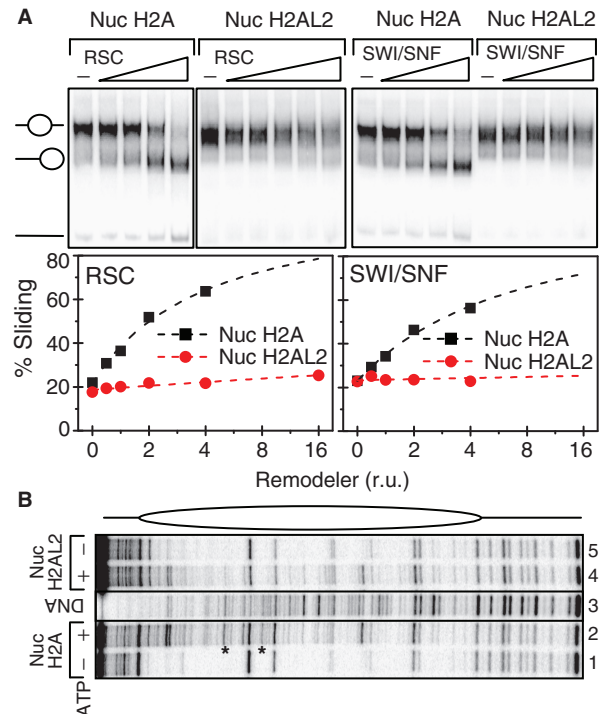 A
Nuc H2A Nuc H2AL2 Nuc H2A Nuc H2AL2
RSC RSC SWI/SNF SWI/SNF
– – – –
RSC SWI/SNF
% Sliding
80
60
40
20
0
Nuc H2A Nuc H2A
Nuc H2AL2 Nuc H2AL2
0 2 4 8 16 0 2 4 8 16
Remodeler (r.u.)
B
Nuc H2AL2 – 5
+ 4
DNA 3
Nuc H2A + 2
* *
– 1
ATP